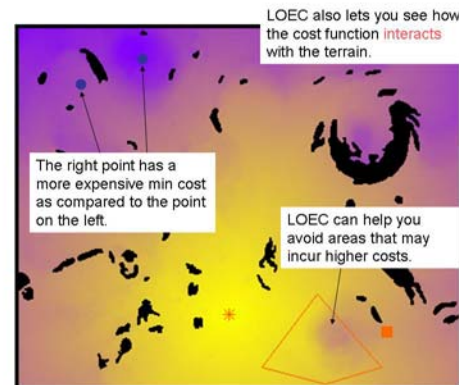 LOEC also lets you see how
the cost function interacts
with the terrain.
The right point has a
more expensive min cost
as compared to the point
on the left.
LOEC can help you
avoid areas that may
incur higher costs.